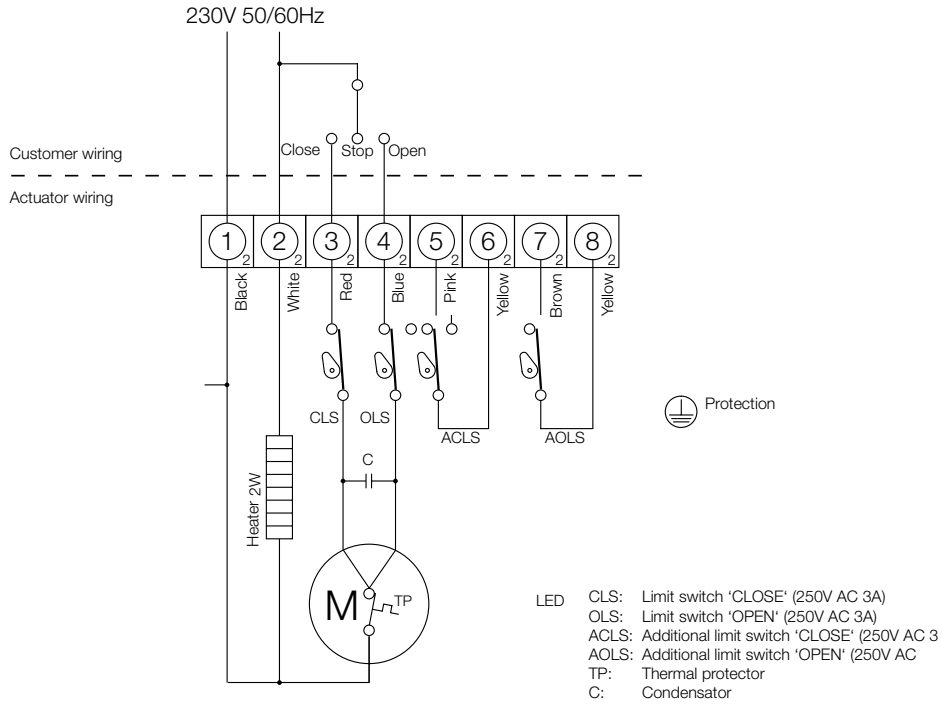 230V 50/60Hz
Close Stop Open
Customer wiring
Actuator wiring
1 2 3 4 5 6 7 8
2 2 2 2 2 2 2 2
Black White Red Blue Pink Yellow Brown Yellow
Protection
CLS OLS ACLS AOLS
C
Heater 2W
M TP
LED CLS: Limit switch ‘CLOSE‘ (250V AC 3A)
OLS: Limit switch ‘OPEN‘ (250V AC 3A)
ACLS: Additional limit switch ‘CLOSE‘ (250V AC 3
AOLS: Additional limit switch ‘OPEN‘ (250V AC
TP: Thermal protector
C: Condensator